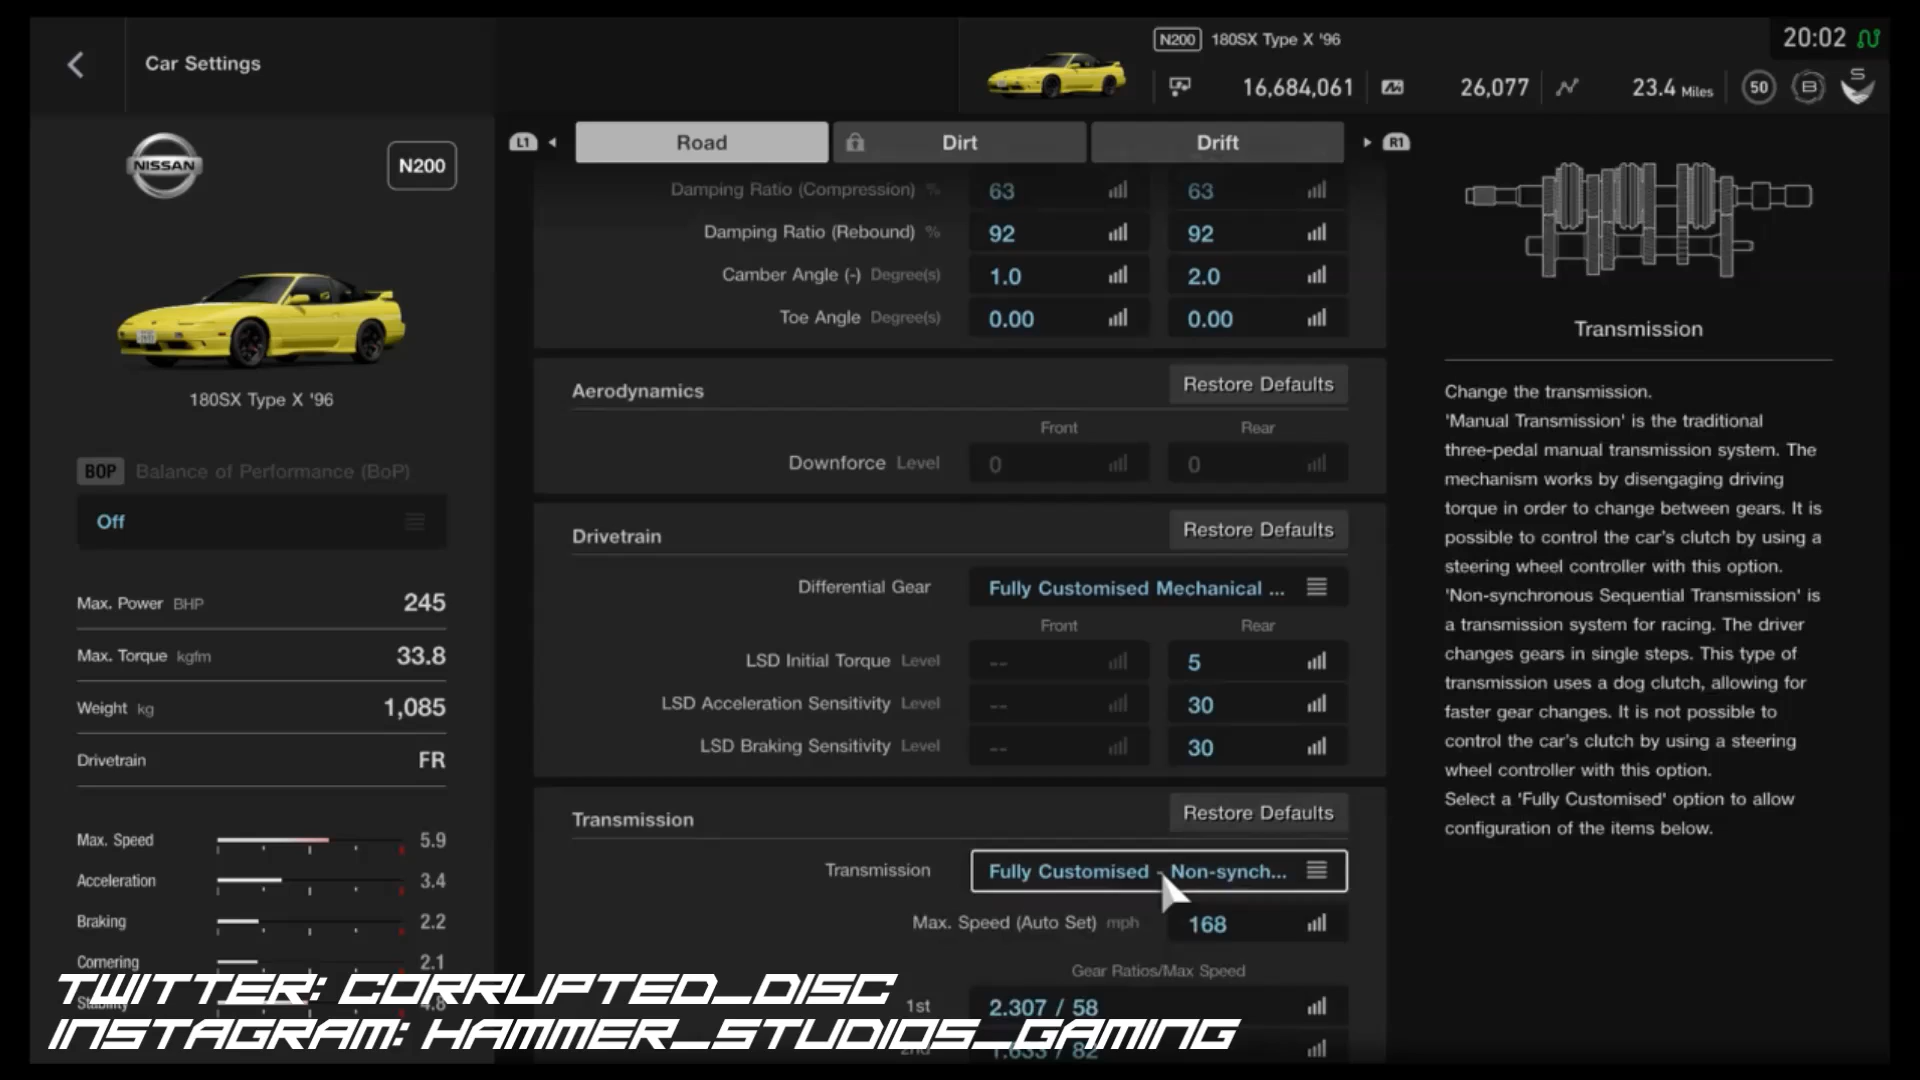 Car Settings
N200 180SX Type X '96
20:02
16,684,061
26,077
23.4 Miles
50
B
S
L1
Road
Dirt
Drift
R1
NISSAN
N200
180SX Type X '96
BOP Balance of Performance (BoP)
Off
Max. Power BHP 245
Max. Torque kgfm 33.8
Weight kg 1,085
Drivetrain FR
Max. Speed 5.9
Acceleration 3.4
Braking 2.2
Cornering 2.1
Stability 4.8
Damping Ratio (Compression) % 63 63
Damping Ratio (Rebound) % 92 92
Camber Angle (-) Degree(s) 1.0 2.0
Toe Angle Degree(s) 0.00 0.00
Aerodynamics Restore Defaults
Front Rear
Downforce Level 0 0
Drivetrain Restore Defaults
Differential Gear Fully Customised Mechanical ...
Front Rear
LSD Initial Torque Level -- 5
LSD Acceleration Sensitivity Level -- 30
LSD Braking Sensitivity Level -- 30
Transmission Restore Defaults
Transmission Fully Customised - Non-synch...
Max. Speed (Auto Set) mph 168
Gear Ratios/Max Speed
1st 2.307 / 58
2nd 1.633 / 82
Transmission
Change the transmission.
'Manual Transmission' is the traditional
three-pedal manual transmission system. The
mechanism works by disengaging driving
torque in order to change between gears. It is
possible to control the car's clutch by using a
steering wheel controller with this option.
'Non-synchronous Sequential Transmission' is
a transmission system for racing. The driver
changes gears in single steps. This type of
transmission uses a dog clutch, allowing for
faster gear changes. It is not possible to
control the car's clutch by using a steering
wheel controller with this option.
Select a 'Fully Customised' option to allow
configuration of the items below.
TWITTER: CORRUPTED_DISC
INSTAGRAM: HAMMER_STUDIOS_GAMING